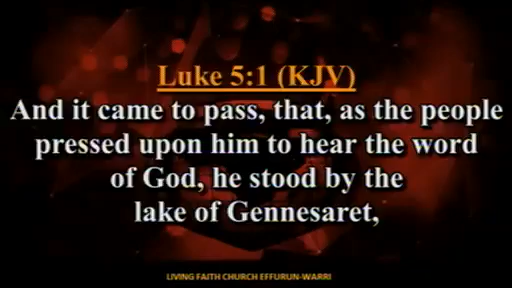 Luke 5:1 (KJV)
And it came to pass, that, as the people
pressed upon him to hear the word
of God, he stood by the
lake of Gennesaret,
LIVING FAITH CHURCH EFFURUN-WARRI